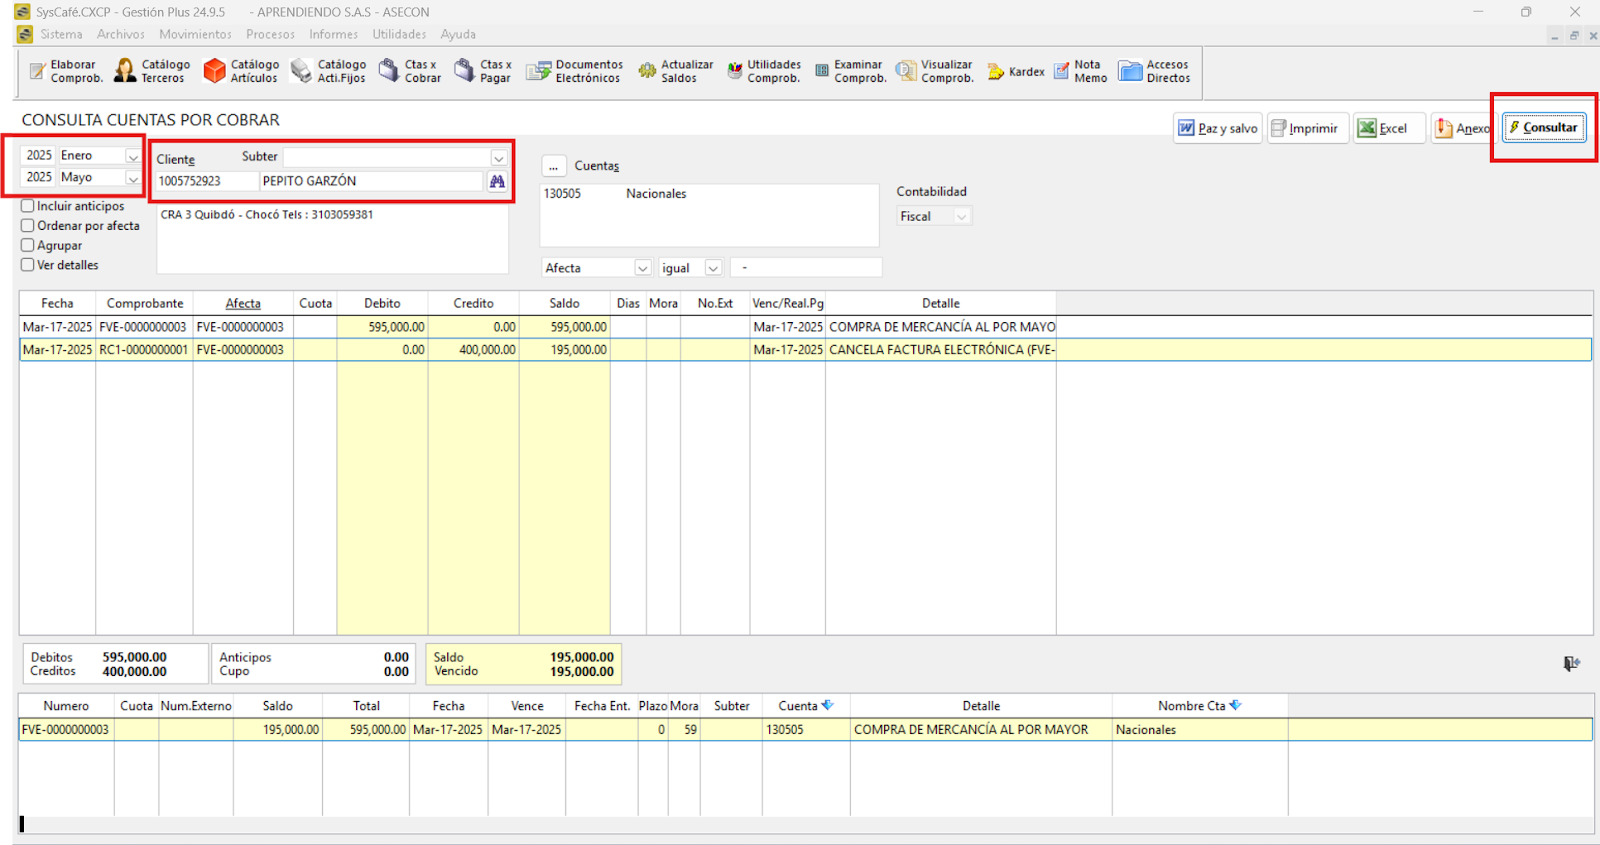 SysCafé.CXCP - Gestión Plus 24.9.5 - APRENDIENDO S.A.S - ASECON
Sistema Archivos Movimientos Procesos Informes Utilidades Ayuda
Elaborar Comprob.
Catálogo Terceros
Catálogo Artículos
Catálogo Acti.Fijos
Ctas x Cobrar
Ctas x Pagar
Documentos Electrónicos
Actualizar Saldos
Utilidades Comprob.
Examinar Comprob.
Visualizar Comprob.
Kardex
Nota Memo
Accesos Directos
CONSULTA CUENTAS POR COBRAR
Paz y salvo Imprimir Excel Anexo Consultar
2025 Enero
2025 Mayo
Cliente Subter
1005752923 PEPITO GARZÓN
CRA 3 Quibdó - Chocó Tels : 3103059381
Incluir anticipos
Ordenar por afecta
Agrupar
Ver detalles
... Cuentas
130505 Nacionales
Contabilidad
Fiscal
Afecta igual -
Fecha Comprobante Afecta Cuota Debito Credito Saldo Dias Mora No.Ext Venc/Real.Pg Detalle
Mar-17-2025 FVE-0000000003 FVE-0000000003 595,000.00 0.00 595,000.00 Mar-17-2025 COMPRA DE MERCANCÍA AL POR MAYO
Mar-17-2025 RC1-0000000001 FVE-0000000003 0.00 400,000.00 195,000.00 Mar-17-2025 CANCELA FACTURA ELECTRÓNICA (FVE-
Debitos 595,000.00 Anticipos 0.00 Saldo 195,000.00
Creditos 400,000.00 Cupo 0.00 Vencido 195,000.00
Numero Cuota Num.Externo Saldo Total Fecha Vence Fecha Ent. Plazo Mora Subter Cuenta Detalle Nombre Cta
FVE-0000000003 195,000.00 595,000.00 Mar-17-2025 Mar-17-2025 0 59 130505 COMPRA DE MERCANCÍA AL POR MAYOR Nacionales